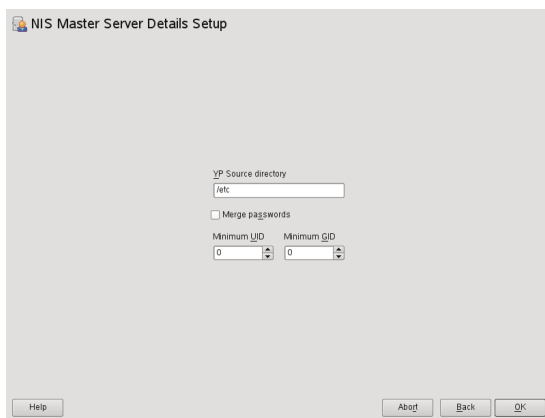 NIS Master Server Details Setup
YP Source directory
/etc
Merge passwords
Minimum UID Minimum GID
0 0
Help Abort Back OK